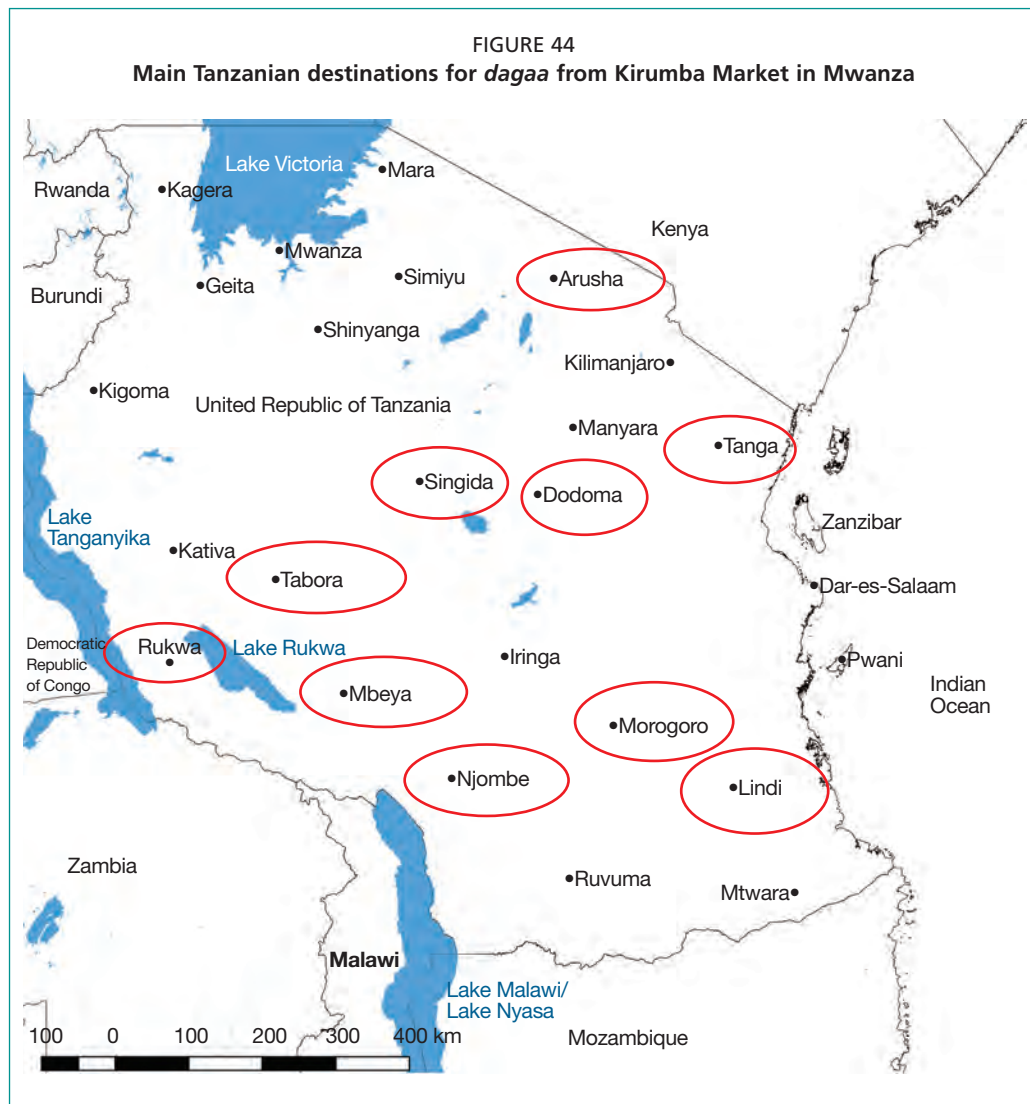 FIGURE 44
Main Tanzanian destinations for dagaa from Kirumba Market in Mwanza
Lake Victoria
Mara
Rwanda
Kagera
Kenya
Mwanza
Burundi
Geita
Simiyu
Arusha
Shinyanga
Kilimanjaro
Kigoma
United Republic of Tanzania
Manyara
Tanga
Singida
Dodoma
Lake
Tanganyika
Zanzibar
Kativa
Tabora
Dar-es-Salaam
Democratic
Republic
of Congo
Rukwa
Lake Rukwa
Iringa
Pwani
Indian
Ocean
Mbeya
Morogoro
Njombe
Lindi
Zambia
Ruvuma
Mtwara
Malawi
Lake Malawi/
Lake Nyasa
Mozambique
100 0 100 200 300 400 km